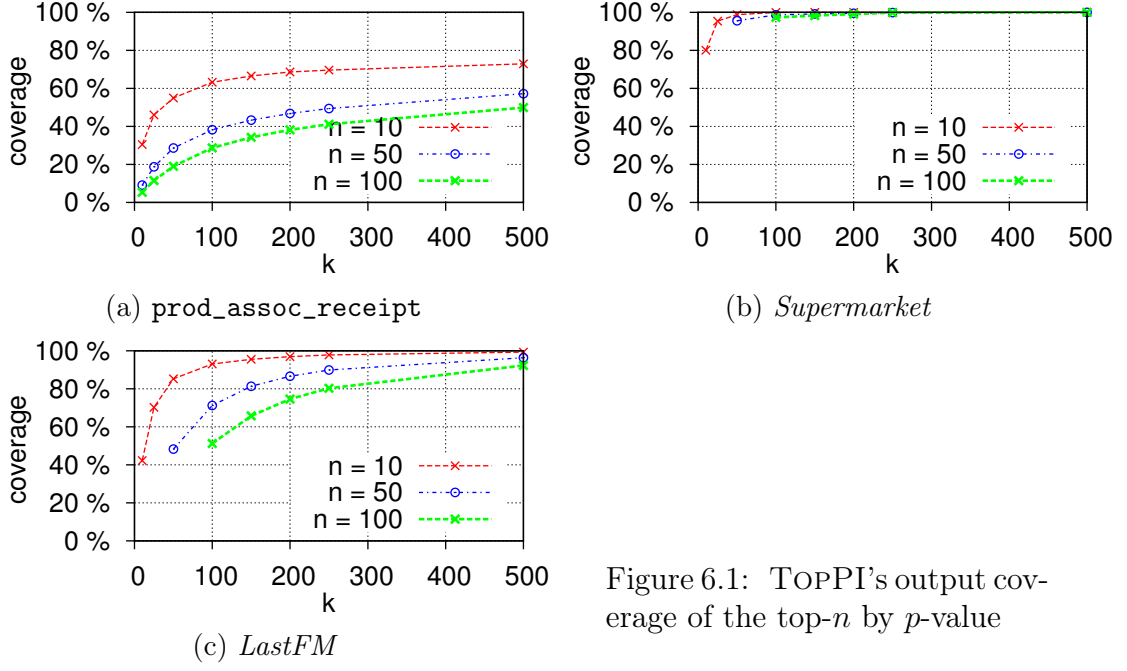 100 %
80 %
60 %
40 %
20 %
0 %
coverage
n = 10
n = 50
n = 100
0 100 200 300 400 500
k
(a) prod_assoc_receipt
100 %
80 %
60 %
40 %
20 %
0 %
coverage
n = 10
n = 50
n = 100
0 100 200 300 400 500
k
(b) Supermarket
100 %
80 %
60 %
40 %
20 %
0 %
coverage
n = 10
n = 50
n = 100
0 100 200 300 400 500
k
(c) LastFM
Figure 6.1: TOPPI's output cov-
erage of the top-n by p-value